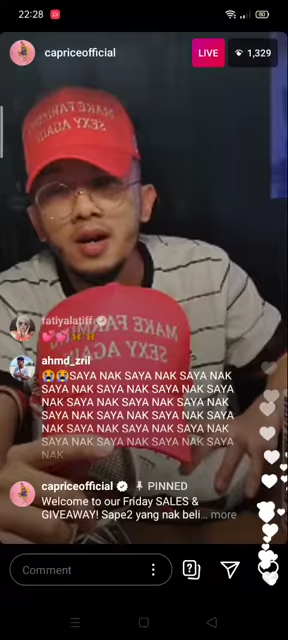 22:28
capriceofficial
LIVE
1,329
MAKE FARMING
SEXY AGAIN
MAKE FARMING
SEXY AGAIN
ratiyalatiff
ahmd_zril
😭😭SAYA NAK SAYA NAK SAYA NAK
SAYA NAK SAYA NAK SAYA NAK SAYA
NAK SAYA NAK SAYA NAK SAYA NAK
SAYA NAK SAYA NAK SAYA NAK SAYA
NAK SAYA NAK SAYA NAK SAYA NAK
SAYA NAK SAYA NAK SAYA NAK SAYA
NAK
capriceofficial PINNED
Welcome to our Friday SALES &
GIVEAWAY! Sape2 yang nak beli... more
Comment